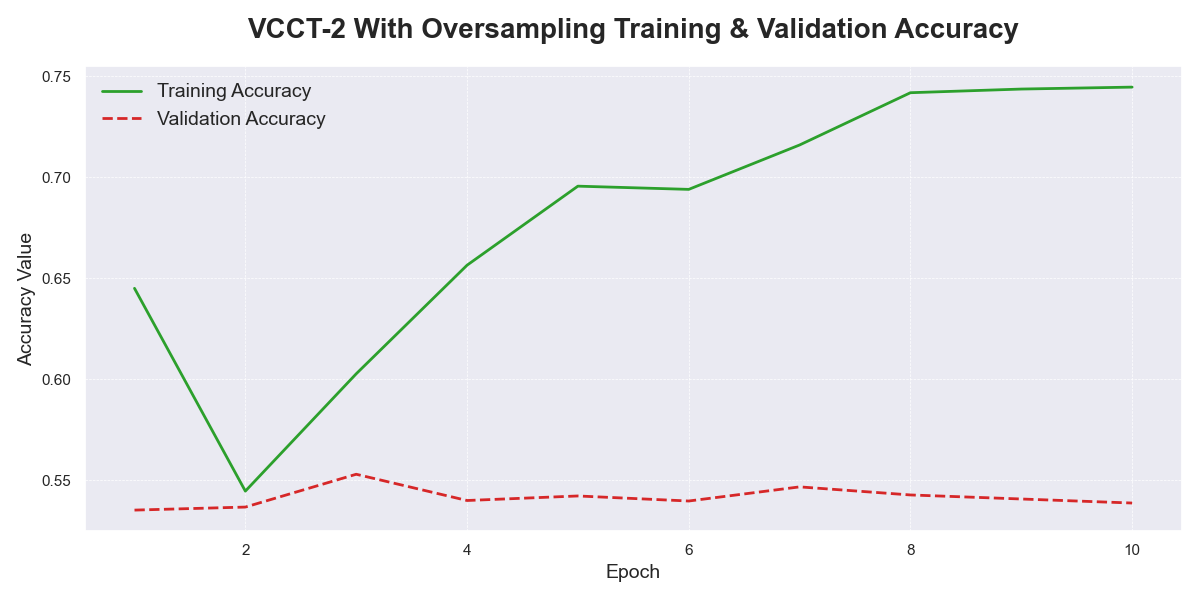 VCCT-2 With Oversampling Training & Validation Accuracy
Training Accuracy
Validation Accuracy
Accuracy Value
0.75
0.70
0.65
0.60
0.55
2 4 6 8 10
Epoch